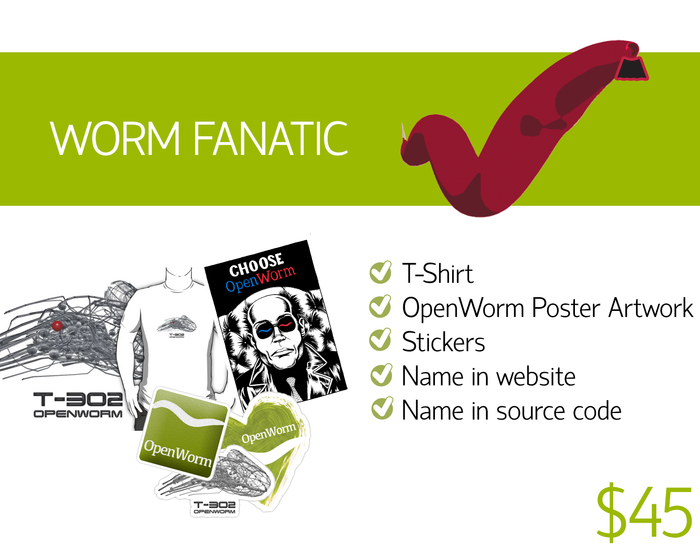 WORM FANATIC
CHOOSE
OpenWorm
T-302
OPENWORM
T-302
OpenWorm
OpenWorm
T-302
OPENWORM
T-Shirt
OpenWorm Poster Artwork
Stickers
Name in website
Name in source code
$45